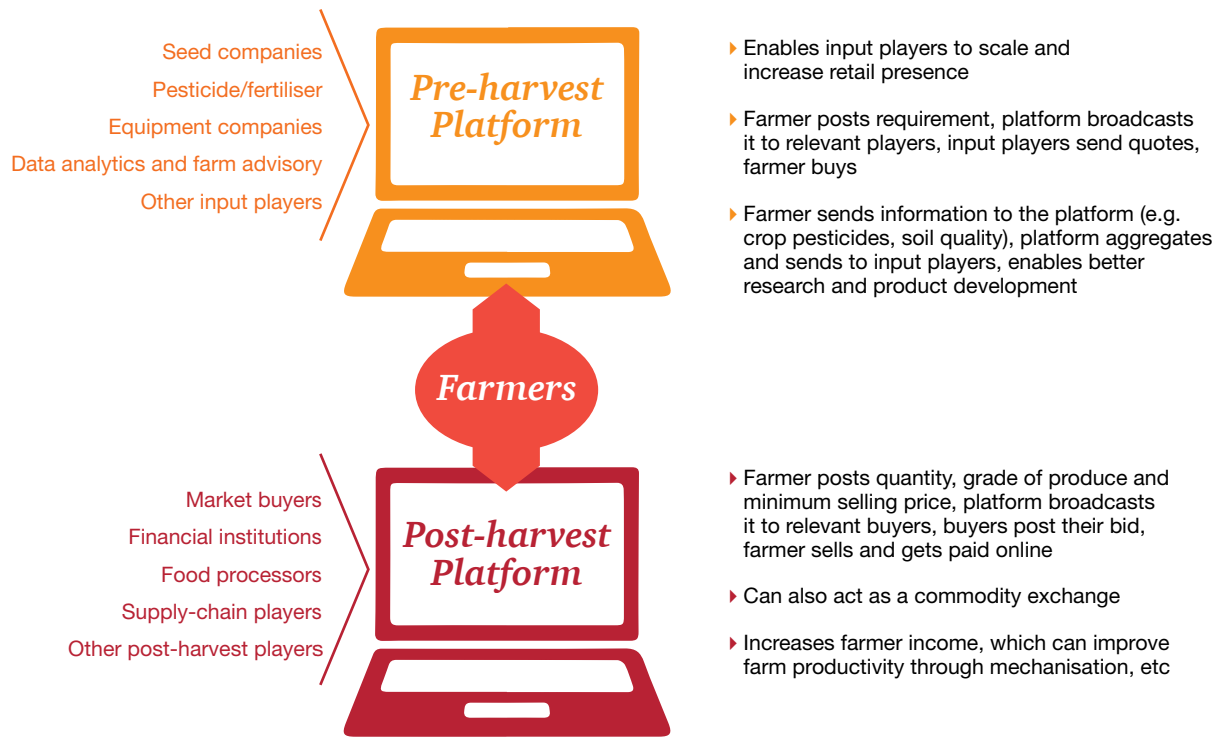 Seed companies
Pesticide/fertiliser
Equipment companies
Data analytics and farm advisory
Other input players
Pre-harvest
Platform
Enables input players to scale and
increase retail presence
Farmer posts requirement, platform broadcasts
it to relevant players, input players send quotes,
farmer buys
Farmer sends information to the platform (e.g.
crop pesticides, soil quality), platform aggregates
and sends to input players, enables better
research and product development
Farmers
Market buyers
Financial institutions
Food processors
Supply-chain players
Other post-harvest players
Post-harvest
Platform
Farmer posts quantity, grade of produce and
minimum selling price, platform broadcasts
it to relevant buyers, buyers post their bid,
farmer sells and gets paid online
Can also act as a commodity exchange
Increases farmer income, which can improve
farm productivity through mechanisation, etc